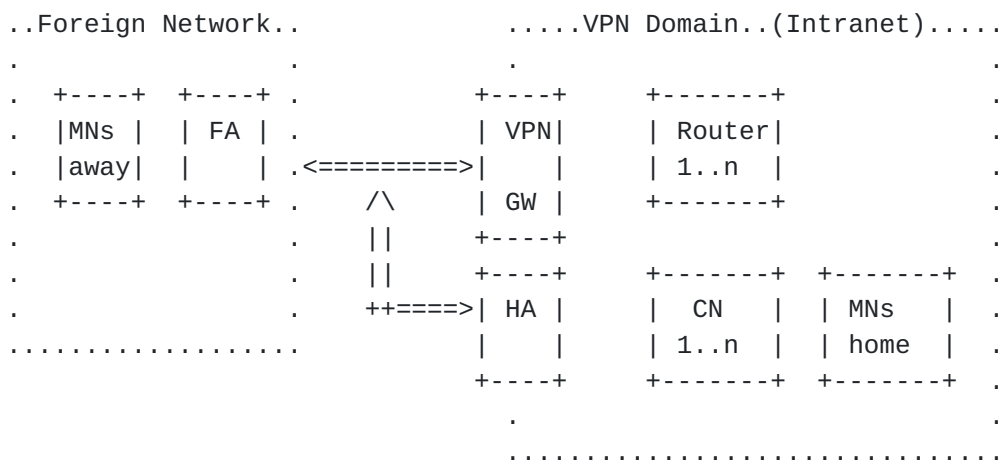 ..Foreign Network..             .....VPN Domain..(Intranet).....
.                 .             .                              .
.  +----+  +----+ .           +----+     +-------+             .
.  |MNs |  | FA | .           | VPN|     | Router|             .
.  |away|  |    | .<=========>|    |     | 1..n  |             .
.  +----+  +----+ .    /\     | GW |     +-------+             .
.                 .    ||     +----+                           .
.                 .    ||     +----+     +-------+  +-------+  .
.                 .    ++====>| HA |     |  CN   |  | MNs   |  .
...................           |    |     | 1..n  |  | home  |  .
                              +----+     +-------+  +-------+  .
                                .                              .
                                ................................